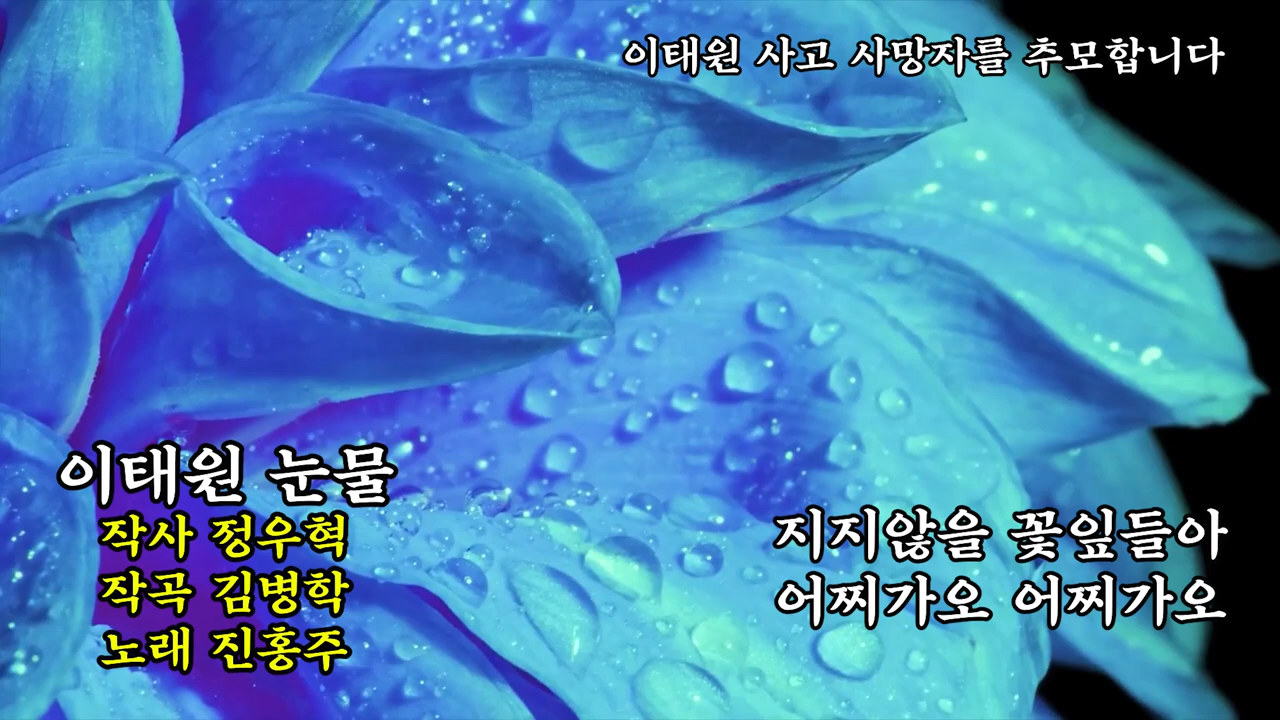 이태원 사고 사망자를 추모합니다
이태원 눈물
작사 정우혁
작곡 김병학
노래 진홍주
지지않을 꽃잎들아
어찌가오 어찌가오